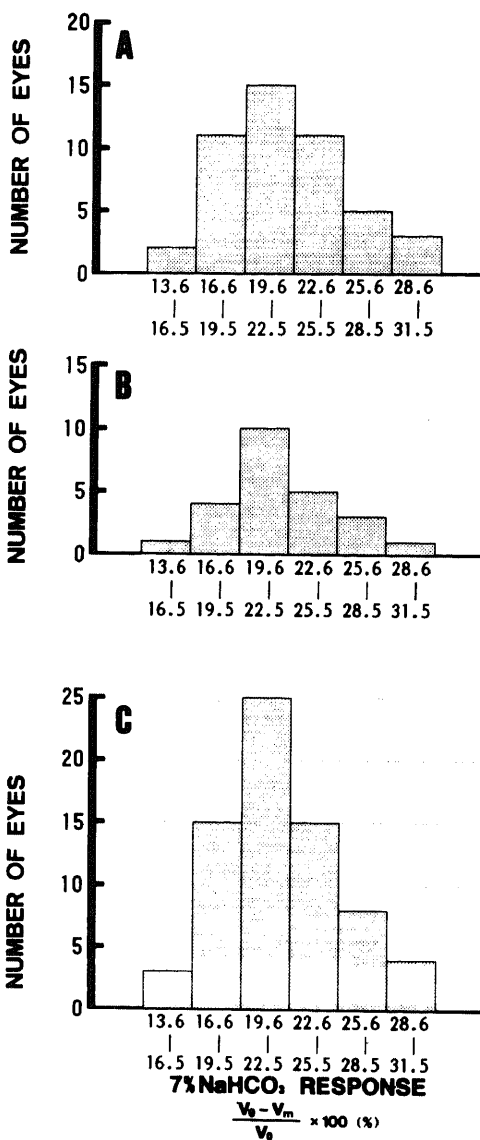 A
NUMBER OF EYES
20
15
10
5
0
13.6 16.6 19.6 22.6 25.6 28.6
| | | | | |
16.5 19.5 22.5 25.5 28.5 31.5
B
NUMBER OF EYES
15
10
5
0
13.6 16.6 19.6 22.6 25.6 28.6
| | | | | |
16.5 19.5 22.5 25.5 28.5 31.5
C
NUMBER OF EYES
25
20
15
10
5
0
13.6 16.6 19.6 22.6 25.6 28.6
| | | | | |
16.5 19.5 22.5 25.5 28.5 31.5
7% NaHCO₃ RESPONSE
V₀ − Vₘ
V₀
×100 (%)